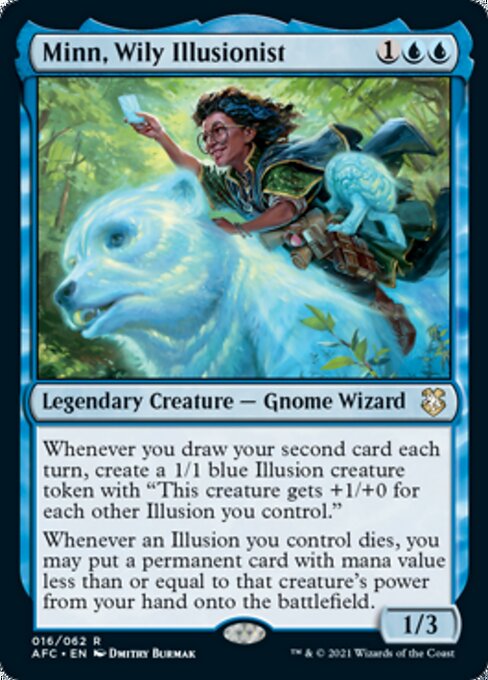 Minn, Wily Illusionist 1
Legendary Creature — Gnome Wizard
Whenever you draw your second card each
turn, create a 1/1 blue Illusion creature
token with “This creature gets +1/+0 for
each other Illusion you control.”
Whenever an Illusion you control dies, you
may put a permanent card with mana value
less than or equal to that creature’s power
from your hand onto the battlefield.
1/3
016/062 R
AFC • EN Dmitry Burmak
™ & © 2021 Wizards of the Coast